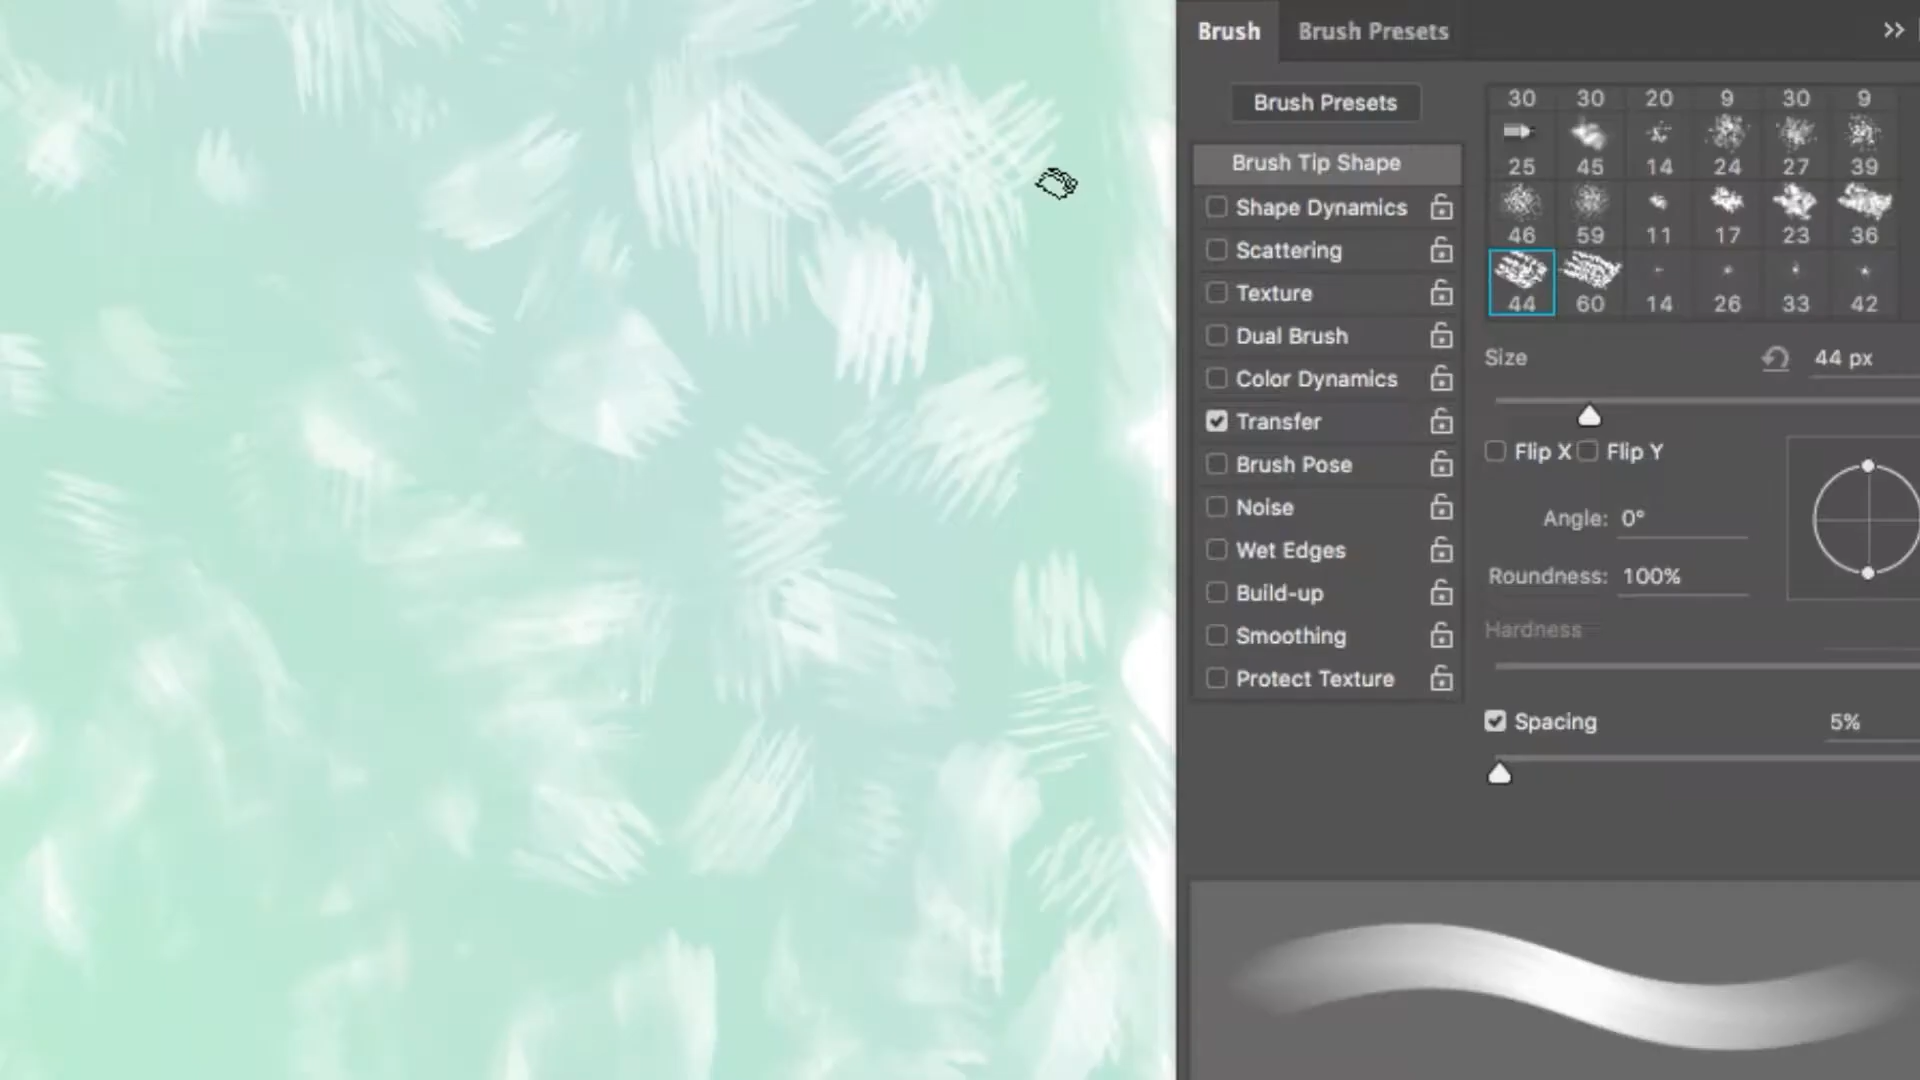 Brush Brush Presets >>
Brush Presets
30 30 20 9 30 9
25 45 14 24 27 39
46 59 11 17 23 36
44 60 14 26 33 42
Brush Tip Shape
Shape Dynamics
Scattering
Texture
Dual Brush
Color Dynamics
Transfer
Brush Pose
Noise
Wet Edges
Build-up
Smoothing
Protect Texture
Size 44 px
Flip X Flip Y
Angle: 0°
Roundness: 100%
Hardness
Spacing 5%